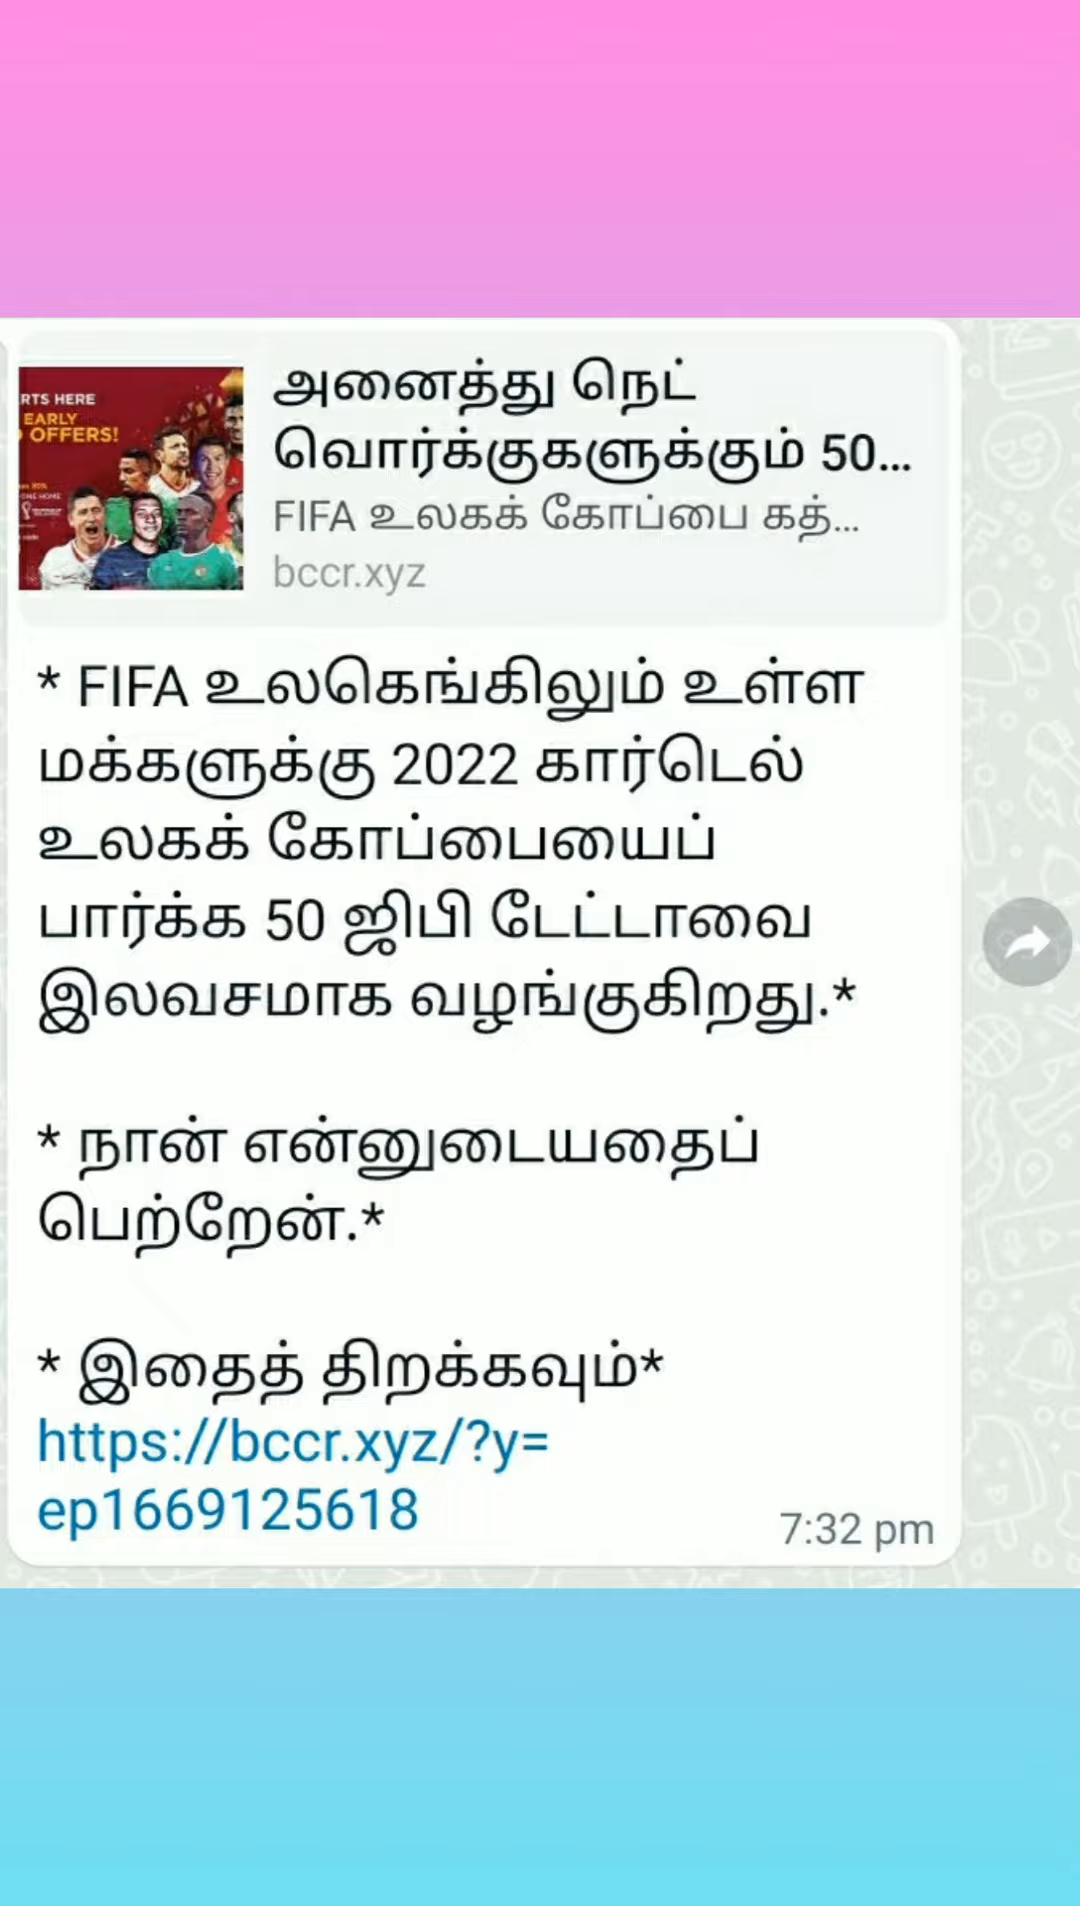 RTS HERE
EARLY
OFFERS!
அனைத்து நெட்
வொர்க்குகளுக்கும் 50...
FIFA உலகக் கோப்பை கத்...
bccr.xyz
* FIFA உலகெங்கிலும் உள்ள
மக்களுக்கு 2022 கார்டெல்
உலகக் கோப்பையைப்
பார்க்க 50 ஜிபி டேட்டாவை
இலவசமாக வழங்குகிறது.*
* நான் என்னுடையதைப்
பெற்றேன்.*
* இதைத் திறக்கவும்*
https://bccr.xyz/?y=
ep1669125618
7:32 pm